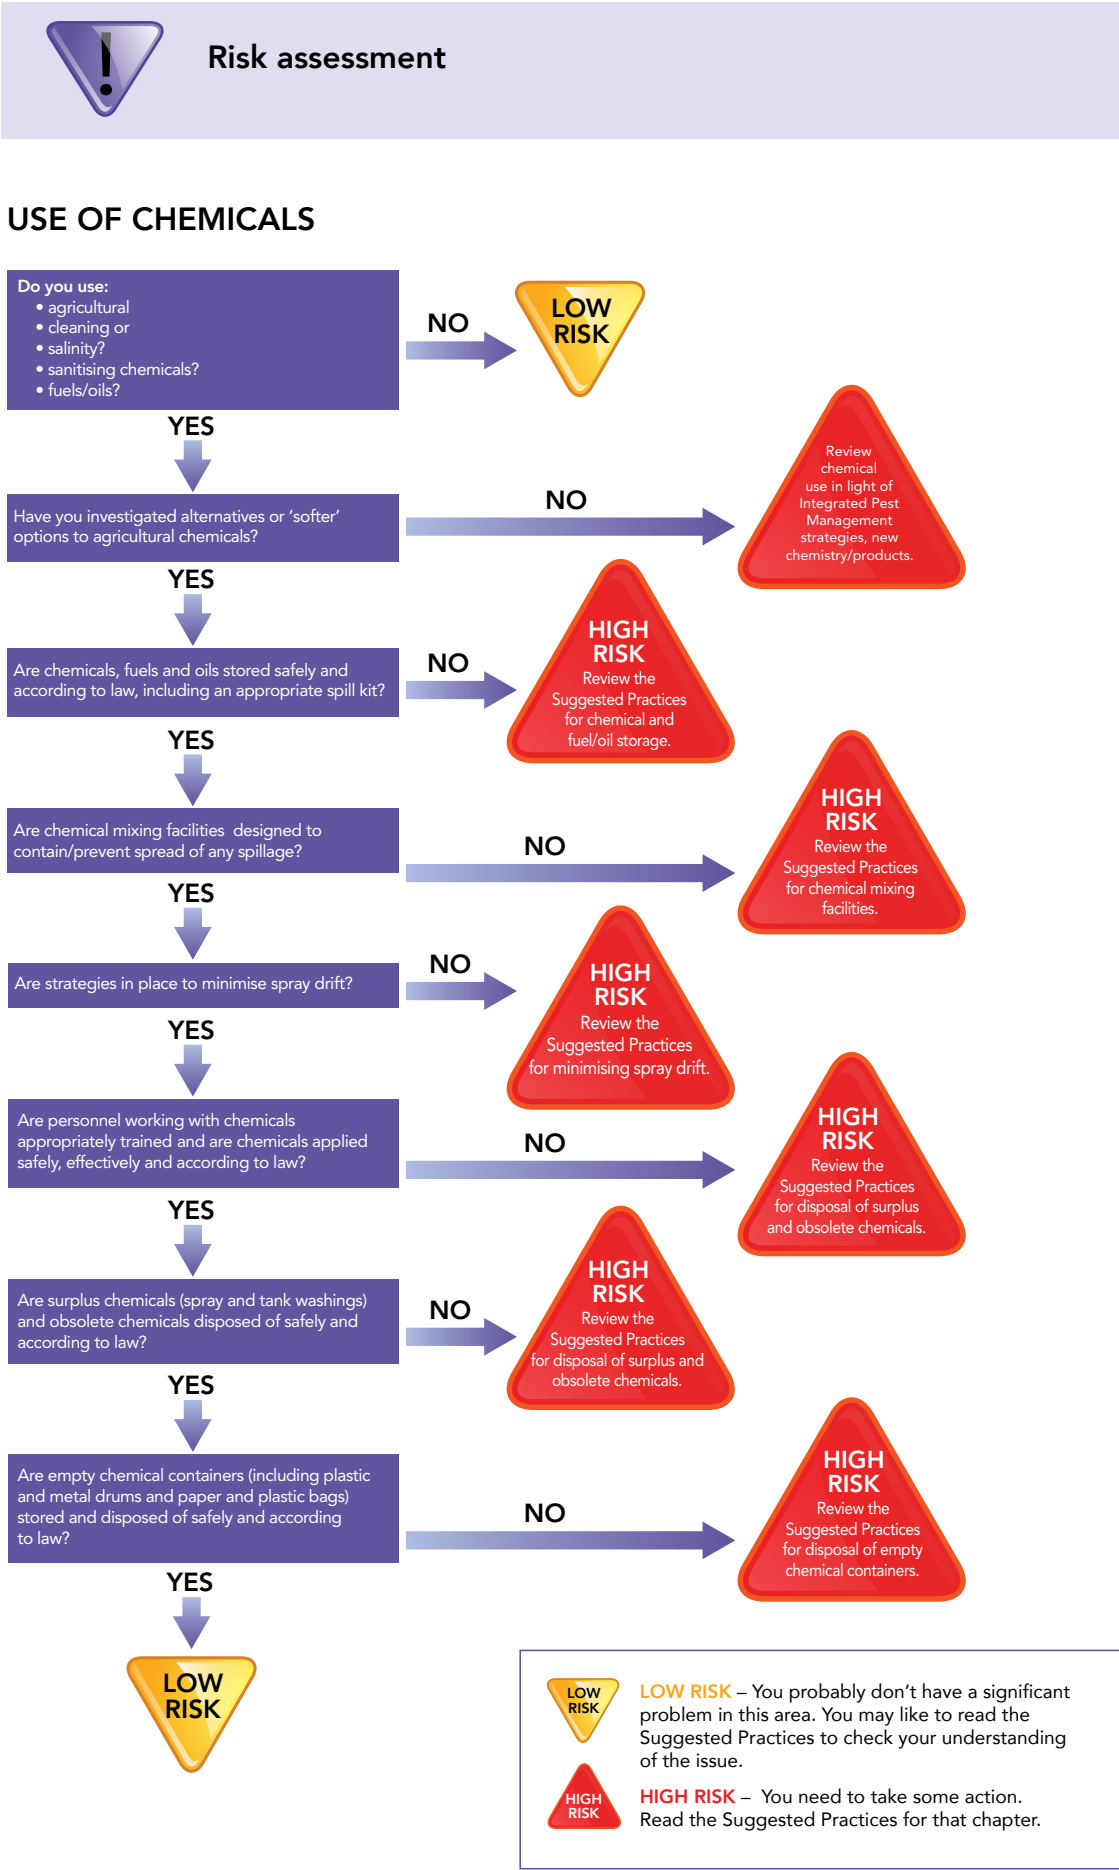 Risk assessment
USE OF CHEMICALS
Do you use:
• agricultural
• cleaning or
• salinity?
• sanitising chemicals?
• fuels/oils?
NO
LOW
RISK
YES
Have you investigated alternatives or ‘softer’
options to agricultural chemicals?
NO
Review
chemical
use in light of
Integrated Pest
Management
strategies, new
chemistry/products.
YES
Are chemicals, fuels and oils stored safely and
according to law, including an appropriate spill kit?
NO
HIGH
RISK
Review the
Suggested Practices
for chemical and
fuel/oil storage.
YES
Are chemical mixing facilities  designed to
contain/prevent spread of any spillage?
NO
HIGH
RISK
Review the
Suggested Practices
for chemical mixing
facilities.
YES
Are strategies in place to minimise spray drift?
NO
HIGH
RISK
Review the
Suggested Practices
for minimising spray drift.
YES
Are personnel working with chemicals
appropriately trained and are chemicals applied
safely, effectively and according to law?
NO
HIGH
RISK
Review the
Suggested Practices
for disposal of surplus
and obsolete chemicals.
YES
Are surplus chemicals (spray and tank washings)
and obsolete chemicals disposed of safely and
according to law?
NO
HIGH
RISK
Review the
Suggested Practices
for disposal of surplus and
obsolete chemicals.
YES
Are empty chemical containers (including plastic
and metal drums and paper and plastic bags)
stored and disposed of safely and according
to law?
NO
HIGH
RISK
Review the
Suggested Practices
for disposal of empty
chemical containers.
YES
LOW
RISK
LOW
RISK
LOW RISK – You probably don’t have a significant
problem in this area. You may like to read the
Suggested Practices to check your understanding
of the issue.
HIGH
RISK
HIGH RISK –  You need to take some action.
Read the Suggested Practices for that chapter.